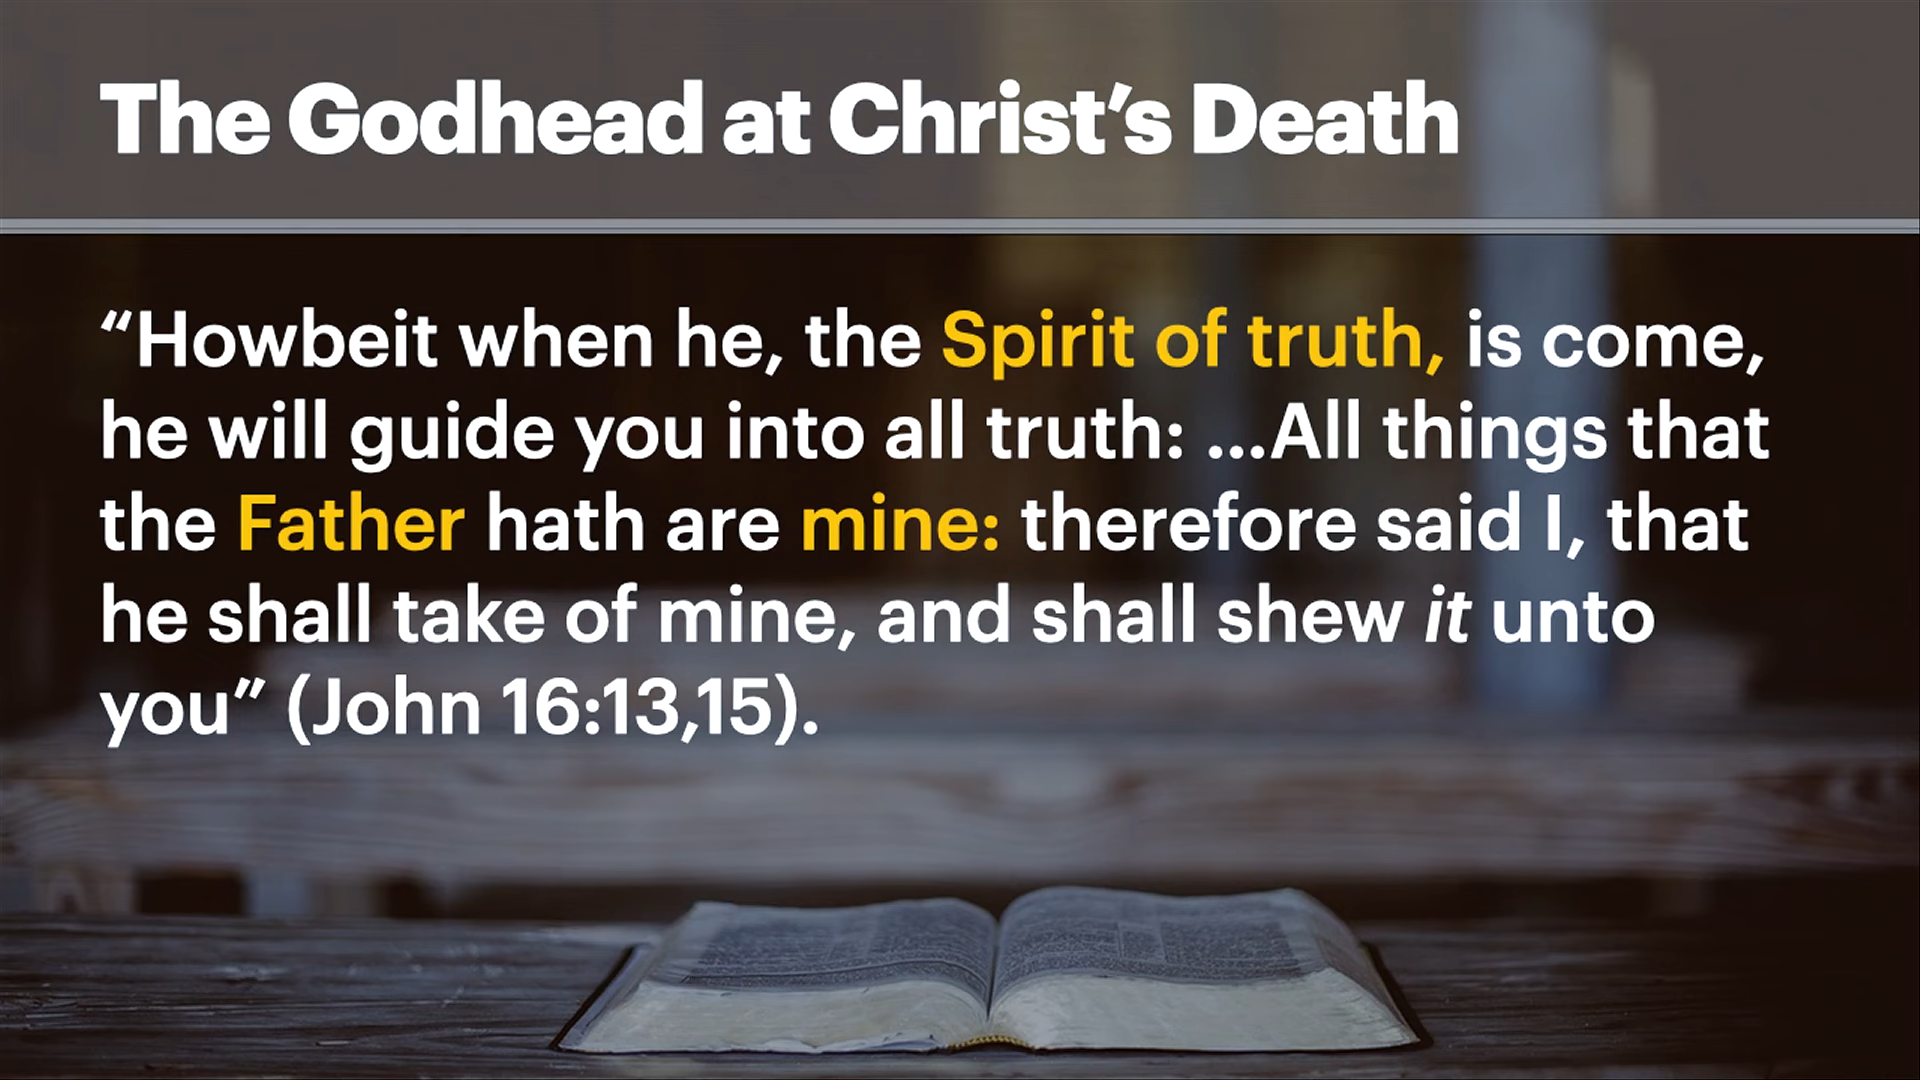 The Godhead at Christ’s Death
“Howbeit when he, the Spirit of truth, is come,
he will guide you into all truth: ...All things that
the Father hath are mine: therefore said I, that
he shall take of mine, and shall shew it unto
you” (John 16:13,15).